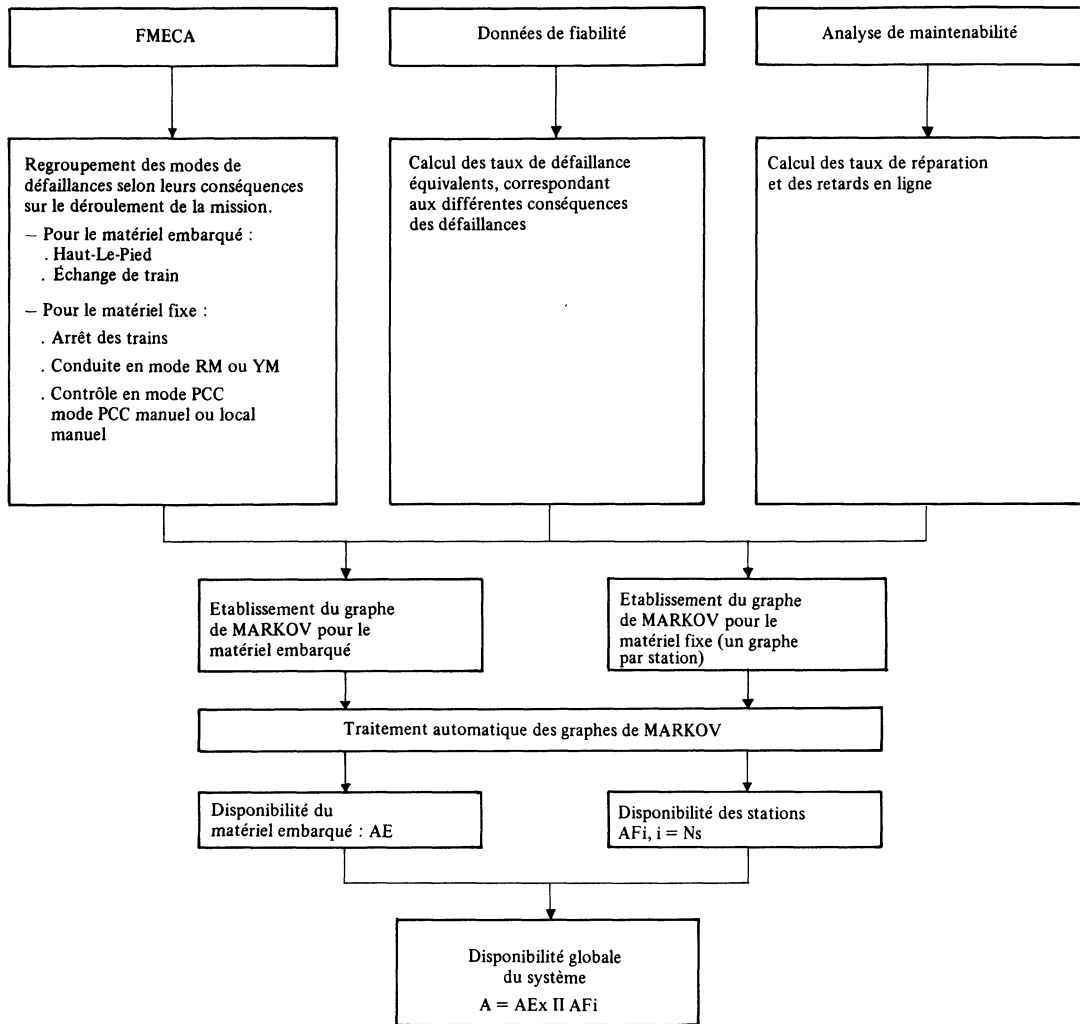 FMECA
Données de fiabilité
Analyse de maintenabilité
Regroupement des modes de
défaillances selon leurs conséquences
sur le déroulement de la mission.
– Pour le matériel embarqué :
. Haut-Le-Pied
. Échange de train
– Pour le matériel fixe :
. Arrêt des trains
. Conduite en mode RM ou YM
. Contrôle en mode PCC
mode PCC manuel ou local
manuel
Calcul des taux de défaillance
équivalents, correspondant
aux différentes conséquences
des défaillances
Calcul des taux de réparation
et des retards en ligne
Etablissement du graphe
de MARKOV pour le
matériel embarqué
Etablissement du graphe
de MARKOV pour le
matériel fixe (un graphe
par station)
Traitement automatique des graphes de MARKOV
Disponibilité du
matériel embarqué : AE
Disponibilité des stations
AFi, i = Ns
Disponibilité globale
du système
A = AEx Π AFi